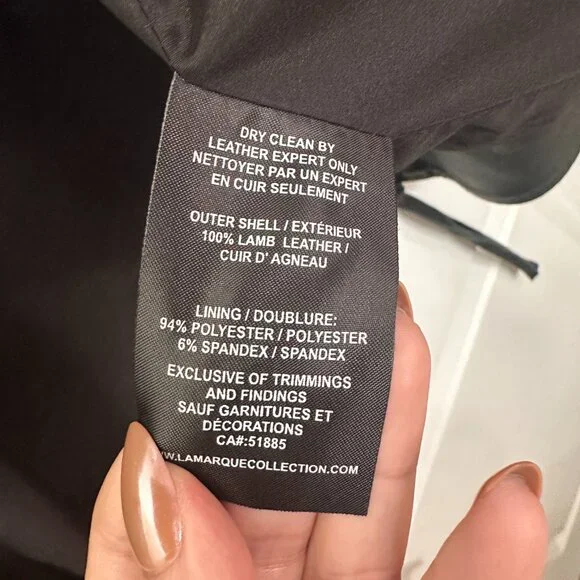 DRY CLEAN BY
LEATHER EXPERT ONLY
NETTOYER PAR UN EXPERT
EN CUIR SEULEMENT
OUTER SHELL / EXTÉRIEUR
100% LAMB LEATHER /
CUIR D' AGNEAU
LINING / DOUBLURE:
94% POLYESTER / POLYESTER
6% SPANDEX / SPANDEX
EXCLUSIVE OF TRIMMINGS
AND FINDINGS
SAUF GARNITURES ET
DÉCORATIONS
CA#:51885
.LAMARQUECOLLECTION.COM